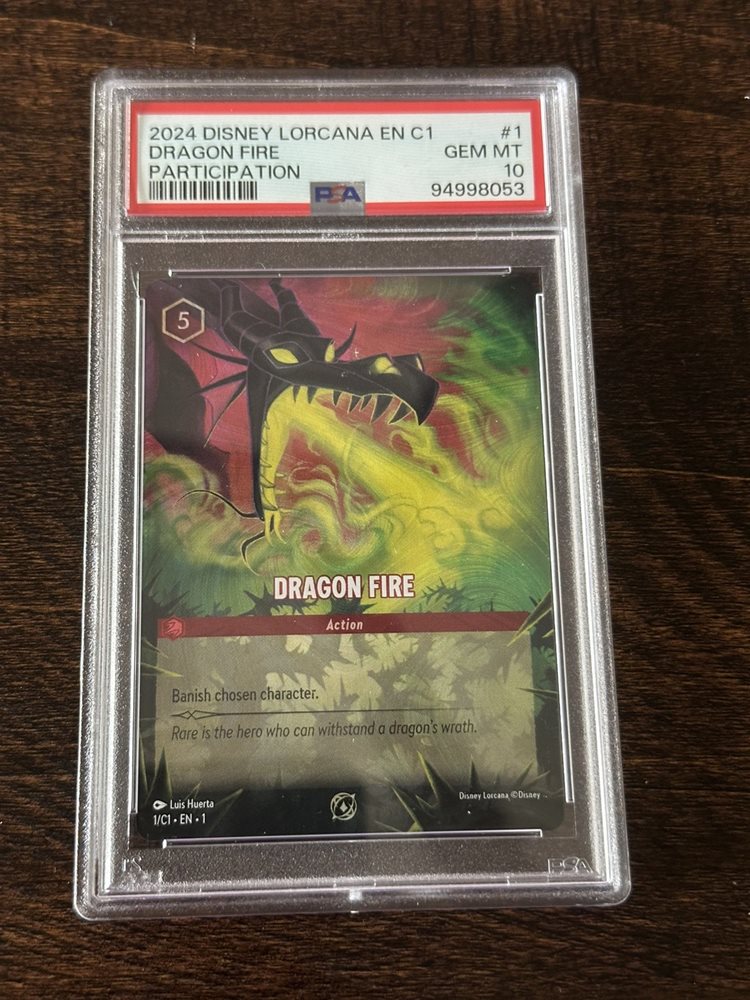 2024 DISNEY LORCANA EN C1 #1
DRAGON FIRE GEM MT
PARTICIPATION 10
PSA 94998053
5
DRAGON FIRE
Action
Banish chosen character.
Rare is the hero who can withstand a dragon's wrath.
Luis Huerta
Disney Lorcana ©Disney
1/C1 • EN • 1
PSA